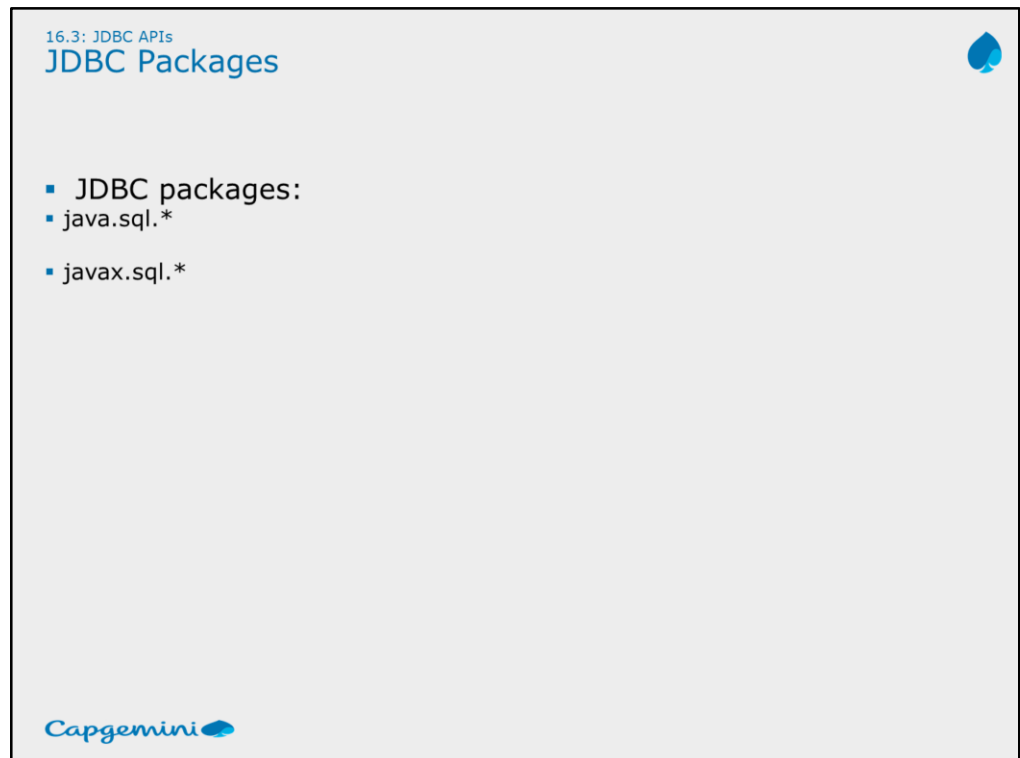 16.3: JDBC APIs
JDBC Packages
▪ JDBC packages:
▪ java.sql.*
▪ javax.sql.*
Capgemini